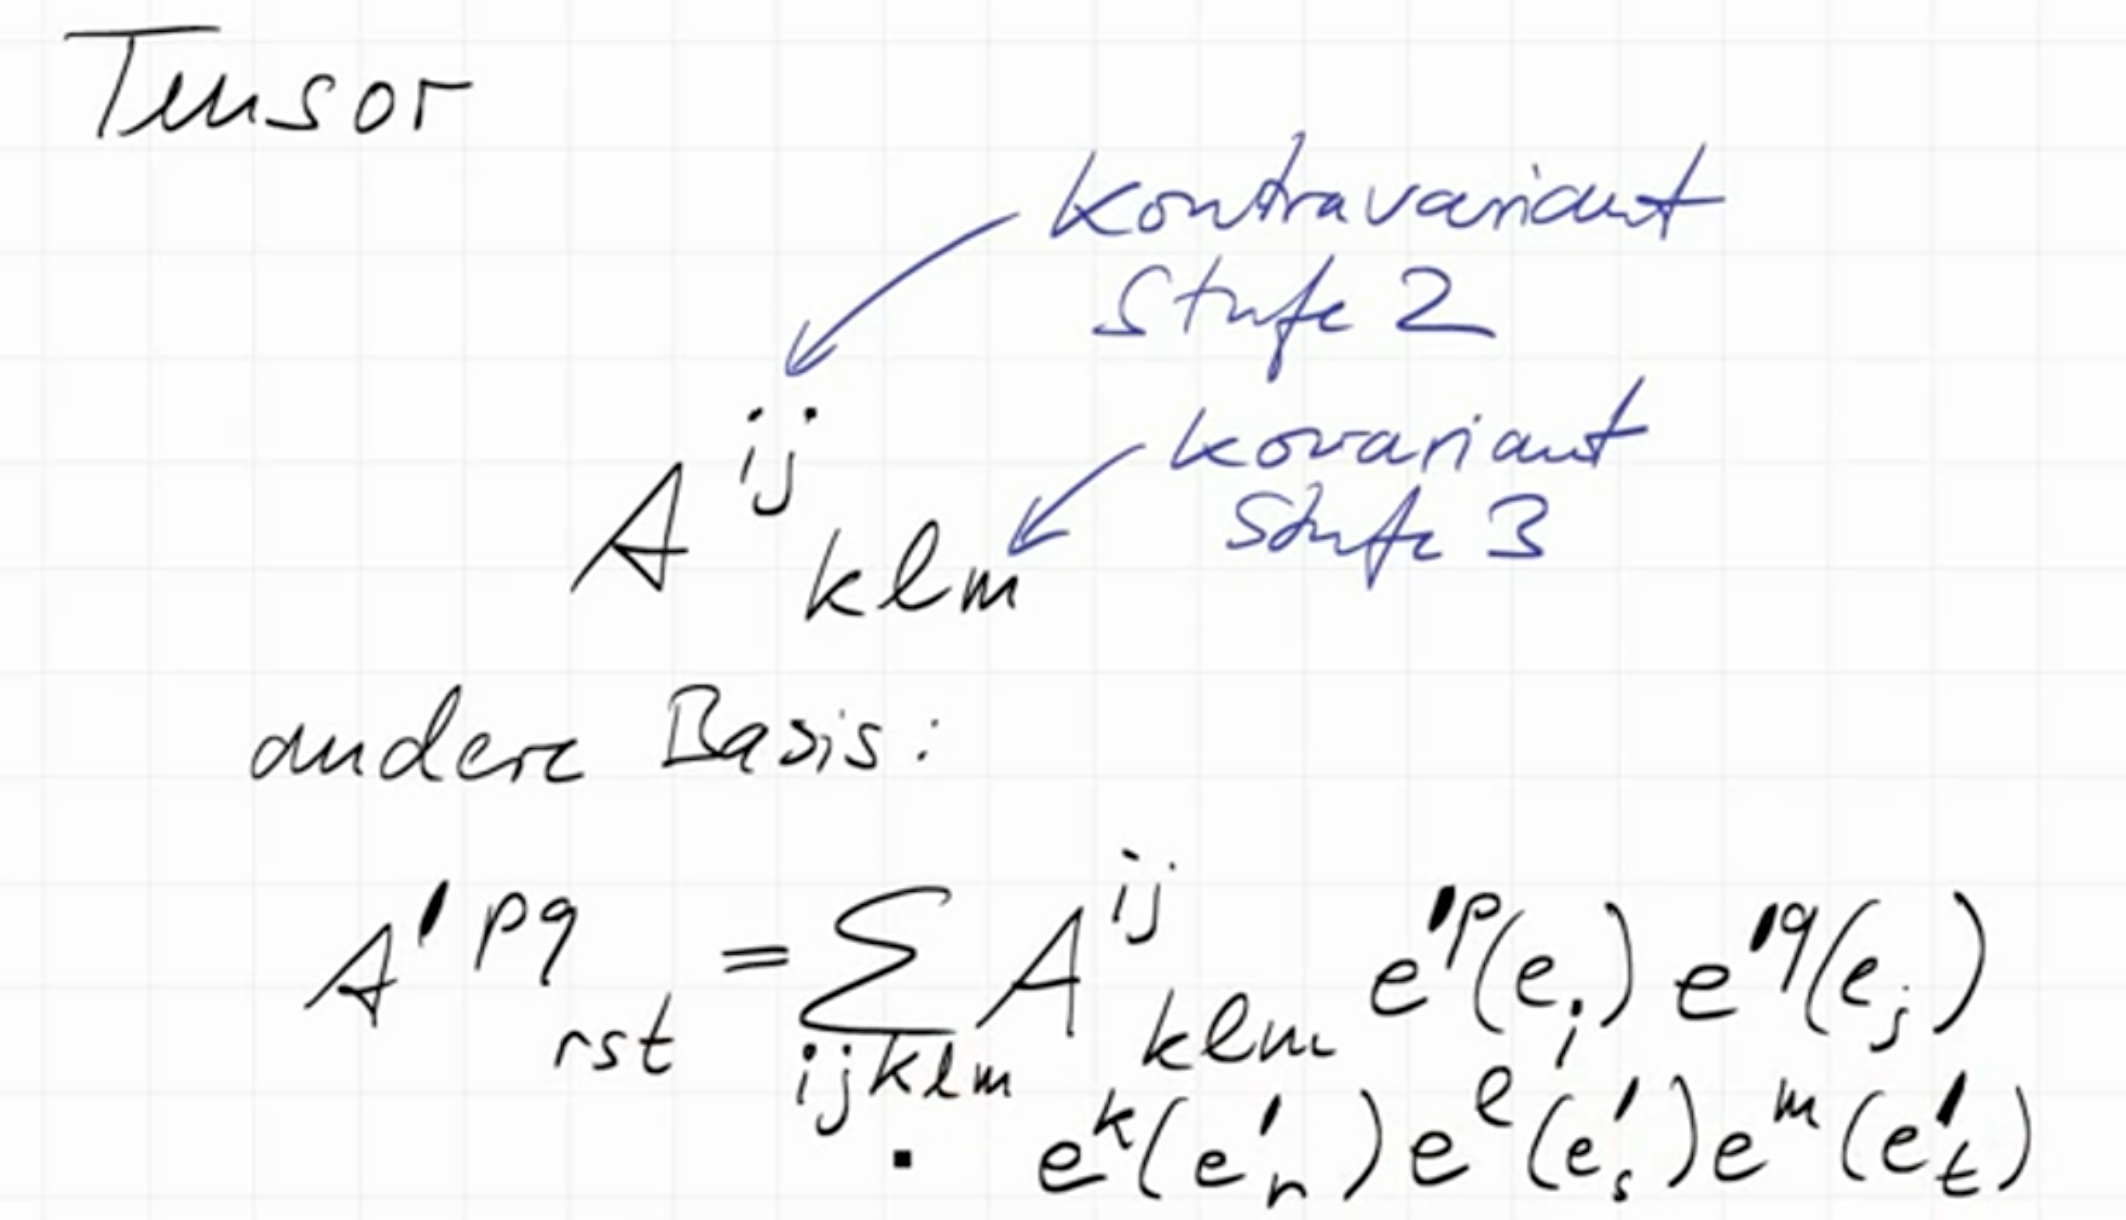 Tensor
kontravariant
Stufe 2
kovariant
Stufe 3
A^{ij}_{klm}
andere Basis:
A'^{pq}_{rst} = \sum_{ijklm} A^{ij}_{klm} e'^p(e_i) e'^q(e_j)
· e^k(e'_r) e^l(e'_s) e^m(e'_t)